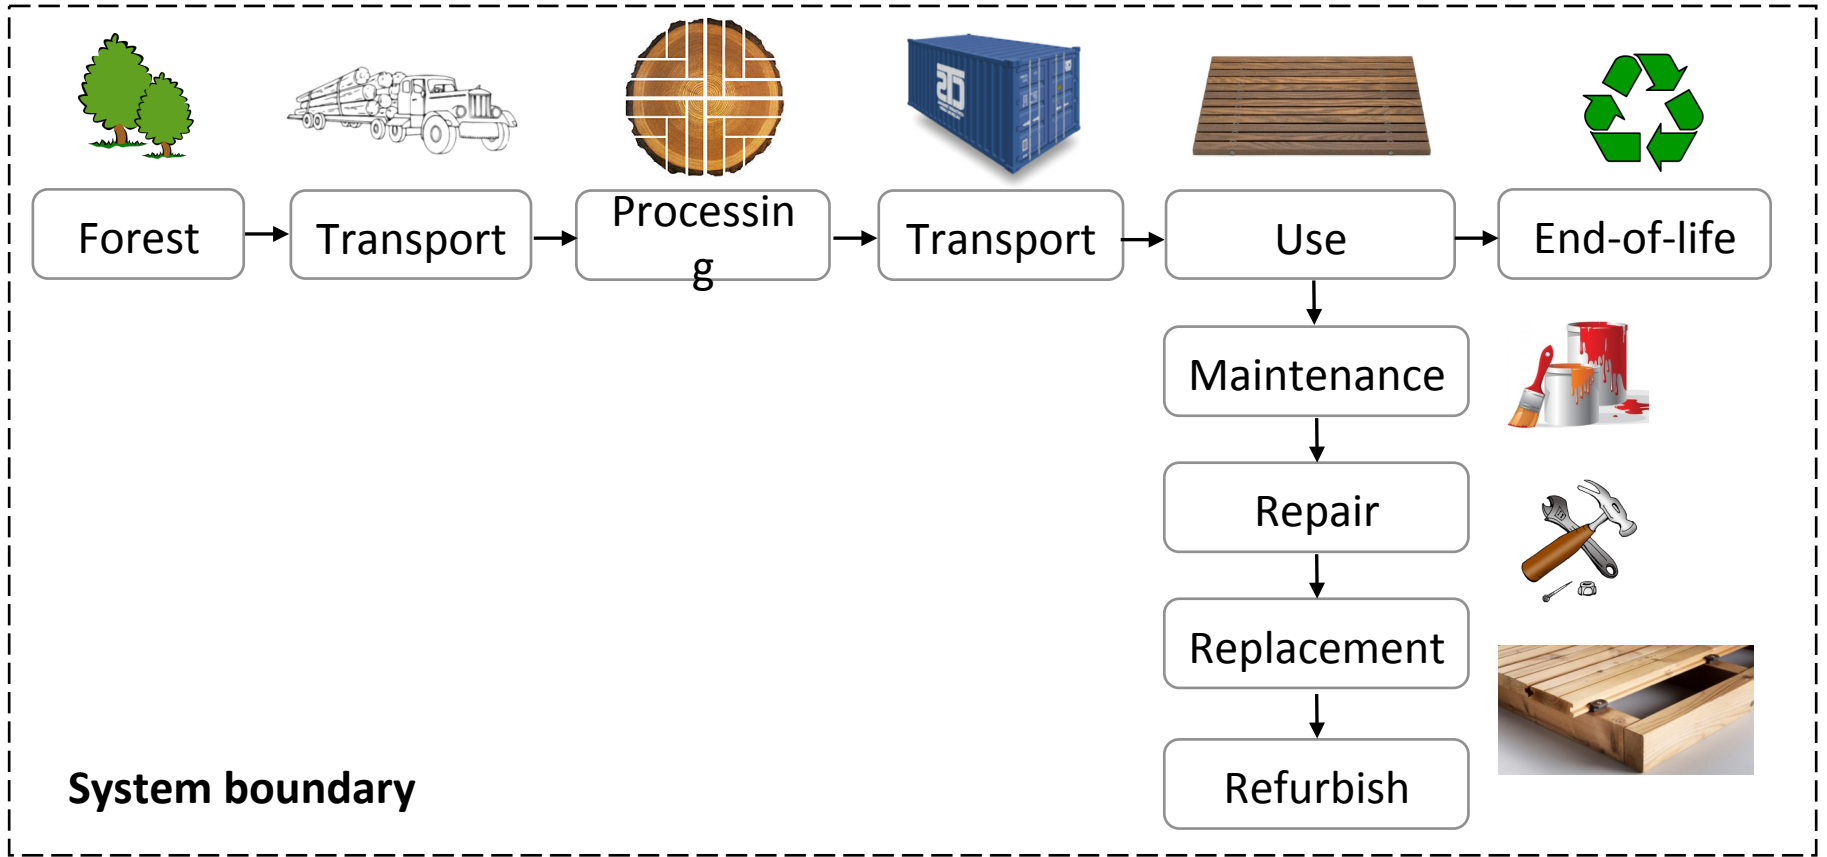 Forest
Transport
Processin
g
Transport
Use
End-of-life
Maintenance
Repair
Replacement
Refurbish
System boundary